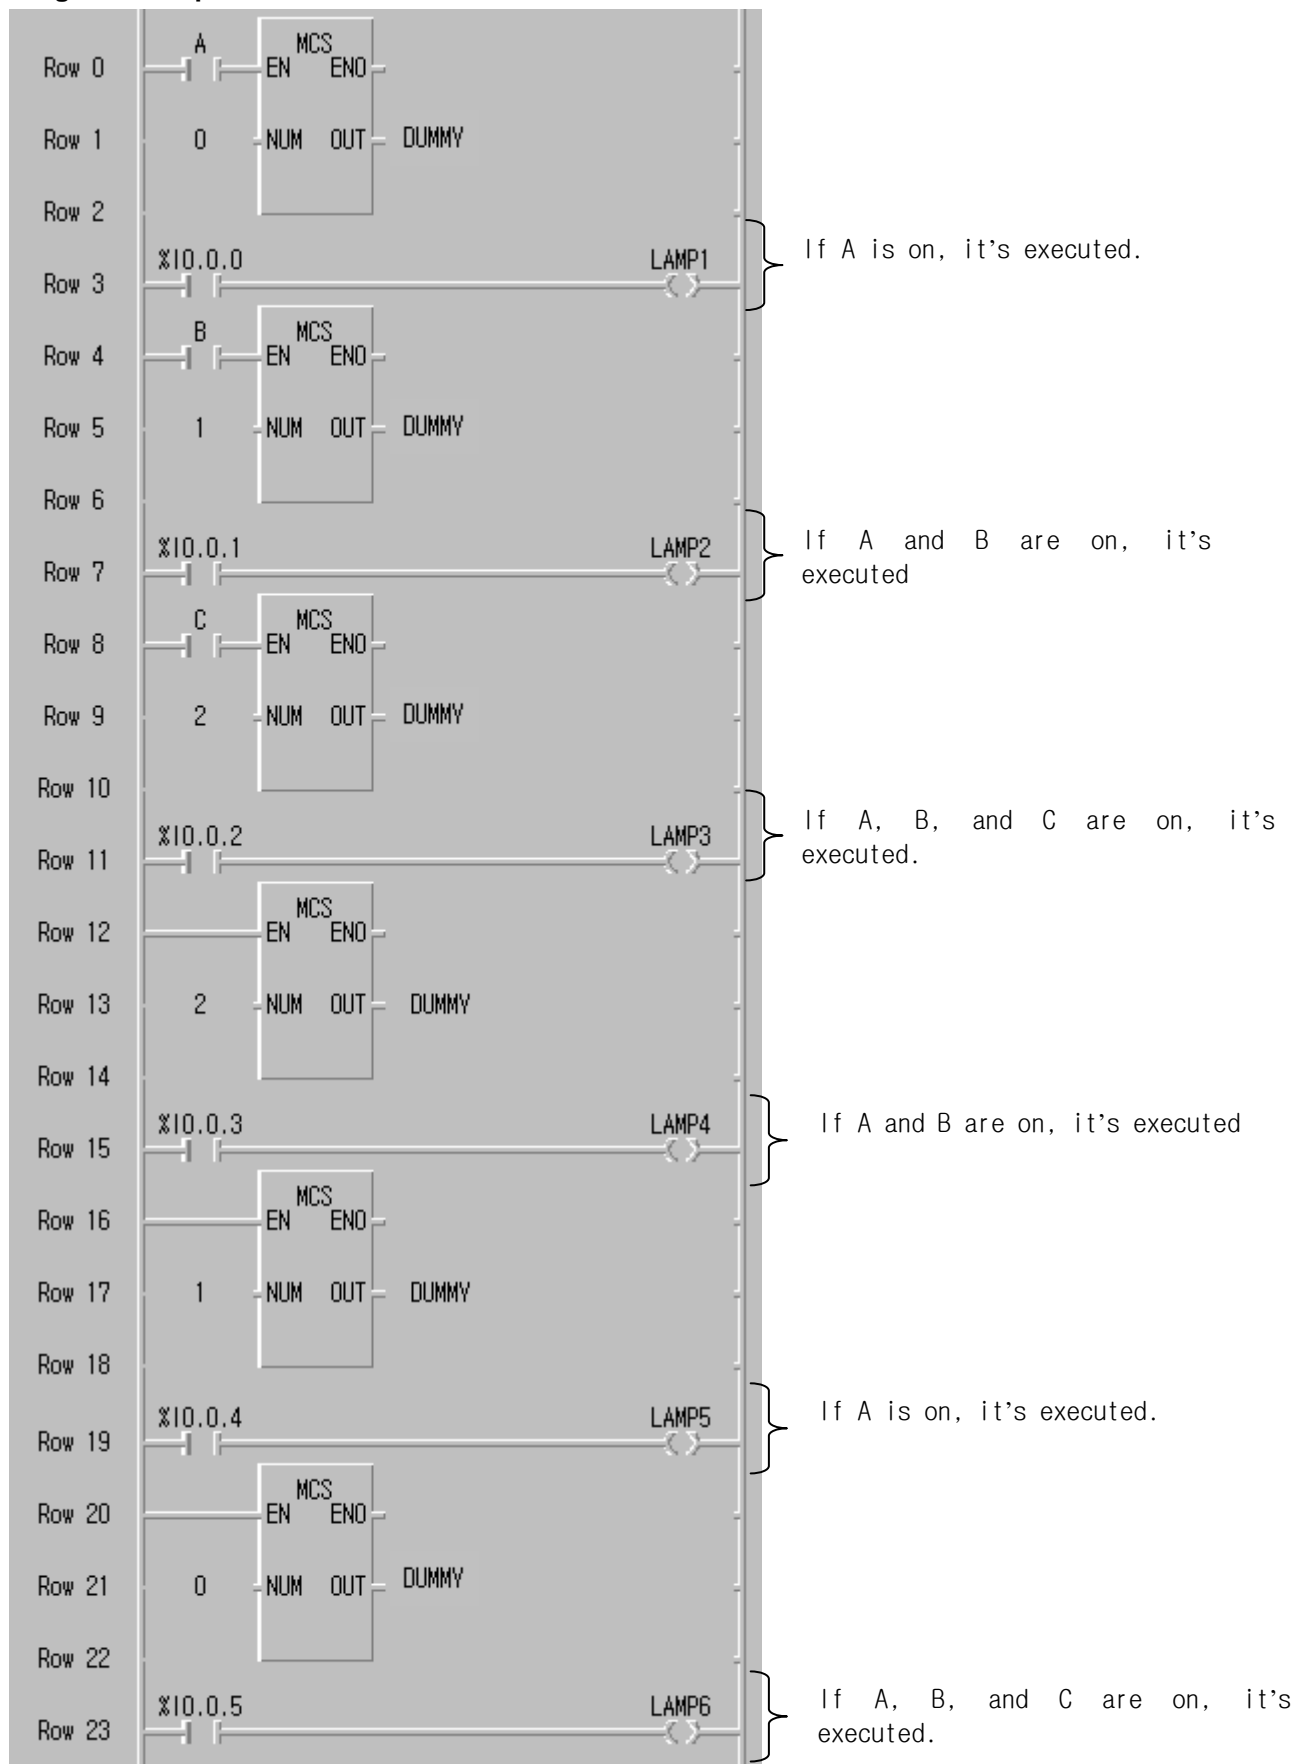 Row 0
A
MCS
EN ENO
Row 1
0
NUM OUT
DUMMY
Row 2
%I0.0.0
LAMP1
Row 3
If A is on, it’s executed.
B
MCS
Row 4
EN ENO
Row 5
1
NUM OUT
DUMMY
Row 6
%I0.0.1
LAMP2
Row 7
If A and B are on, it’s
executed
C
MCS
Row 8
EN ENO
Row 9
2
NUM OUT
DUMMY
Row 10
%I0.0.2
LAMP3
Row 11
If A, B, and C are on, it’s
executed.
MCS
Row 12
EN ENO
Row 13
2
NUM OUT
DUMMY
Row 14
%I0.0.3
LAMP4
Row 15
If A and B are on, it’s executed
MCS
Row 16
EN ENO
Row 17
1
NUM OUT
DUMMY
Row 18
%I0.0.4
LAMP5
Row 19
If A is on, it’s executed.
MCS
Row 20
EN ENO
Row 21
0
NUM OUT
DUMMY
Row 22
%I0.0.5
LAMP6
Row 23
If A, B, and C are on, it’s
executed.